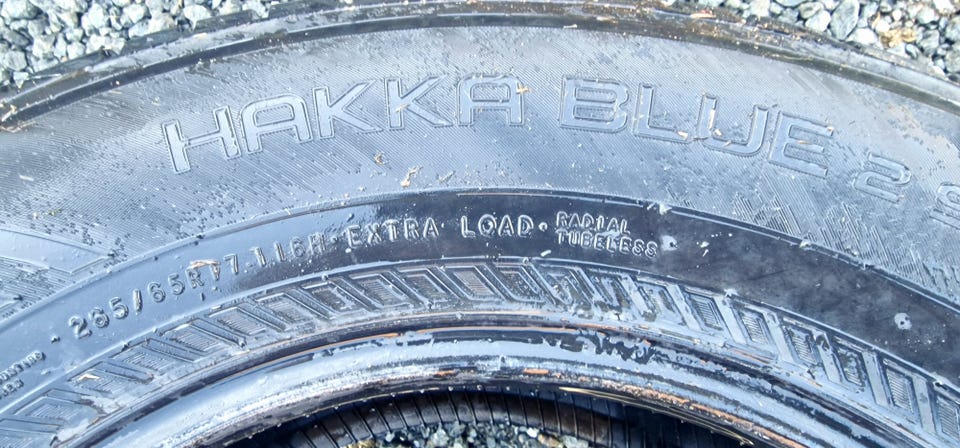 HAKKA BLUE 2 S
265/65R17 116H · EXTRA LOAD · RADIAL
TUBELESS